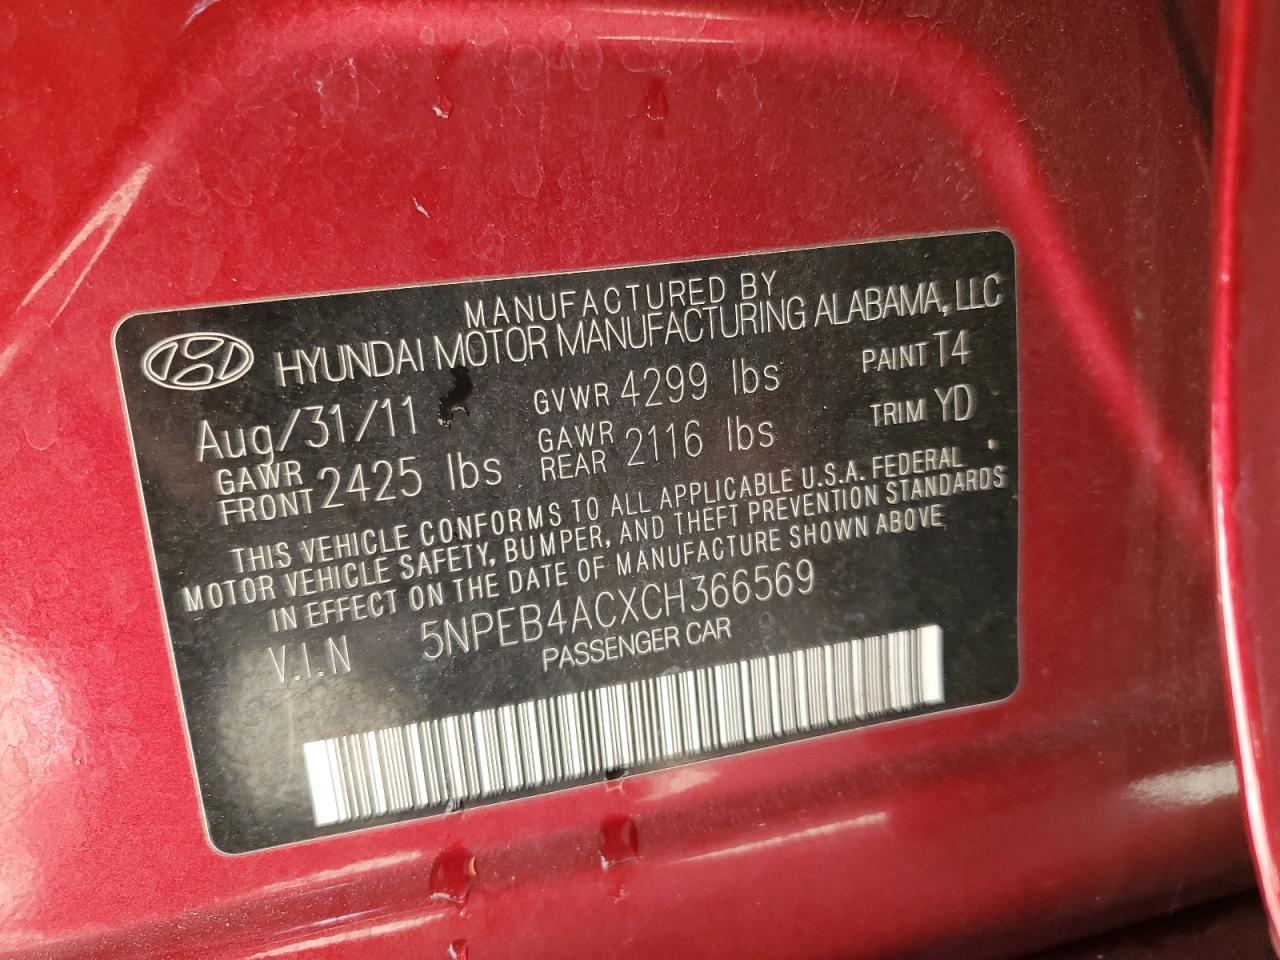 MANUFACTURED BY
HYUNDAI MOTOR MANUFACTURING ALABAMA, LLC
Aug/31/11 GVWR 4299 lbs PAINT T4
GAWR FRONT 2425 lbs GAWR REAR 2116 lbs TRIM YD
THIS VEHICLE CONFORMS TO ALL APPLICABLE U.S.A. FEDERAL
MOTOR VEHICLE SAFETY, BUMPER, AND THEFT PREVENTION STANDARDS
IN EFFECT ON THE DATE OF MANUFACTURE SHOWN ABOVE
V.I.N 5NPEB4ACXCH366569
PASSENGER CAR